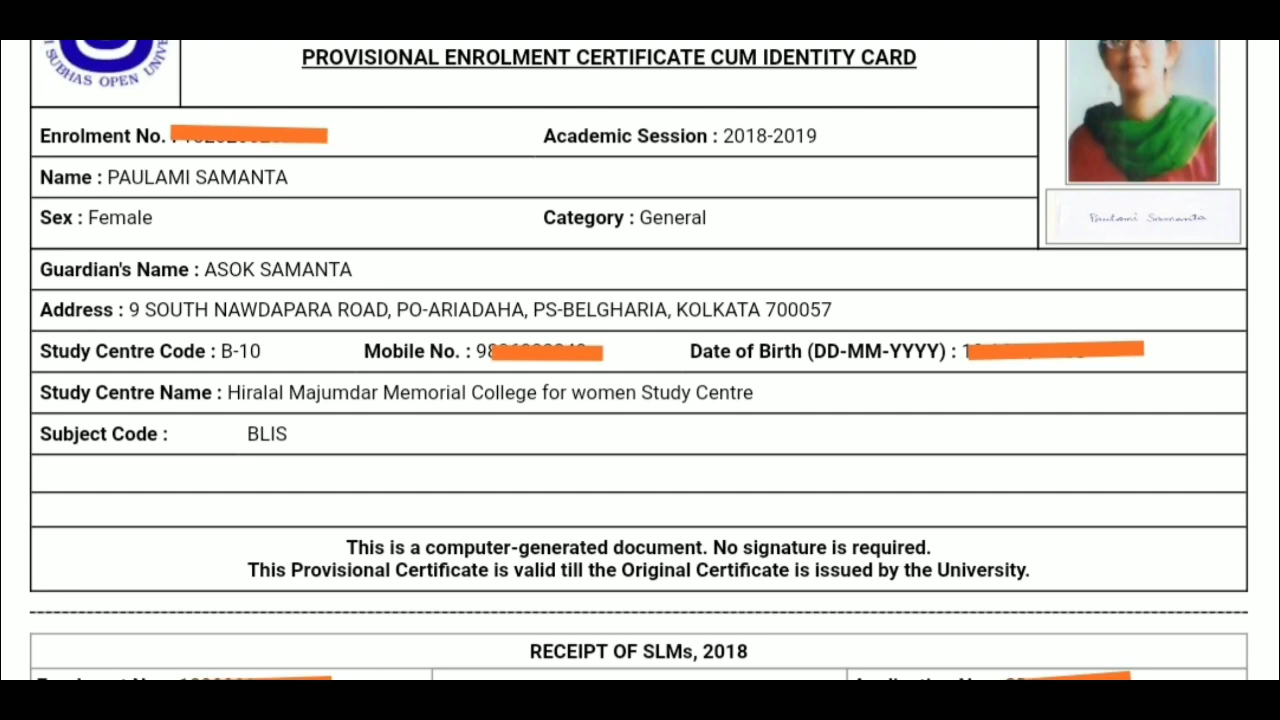 SUBHAS OPEN UNIVE
PROVISIONAL ENROLMENT CERTIFICATE CUM IDENTITY CARD
Enrolment No.
Academic Session : 2018-2019
Name : PAULAMI SAMANTA
Sex : Female
Category : General
Paulami Samanta
Guardian's Name : ASOK SAMANTA
Address : 9 SOUTH NAWDAPARA ROAD, PO-ARIADAHA, PS-BELGHARIA, KOLKATA 700057
Study Centre Code : B-10
Mobile No. : 98
Date of Birth (DD-MM-YYYY) : 1
Study Centre Name : Hiralal Majumdar Memorial College for women Study Centre
Subject Code : BLIS
This is a computer-generated document. No signature is required.
This Provisional Certificate is valid till the Original Certificate is issued by the University.
RECEIPT OF SLMs, 2018